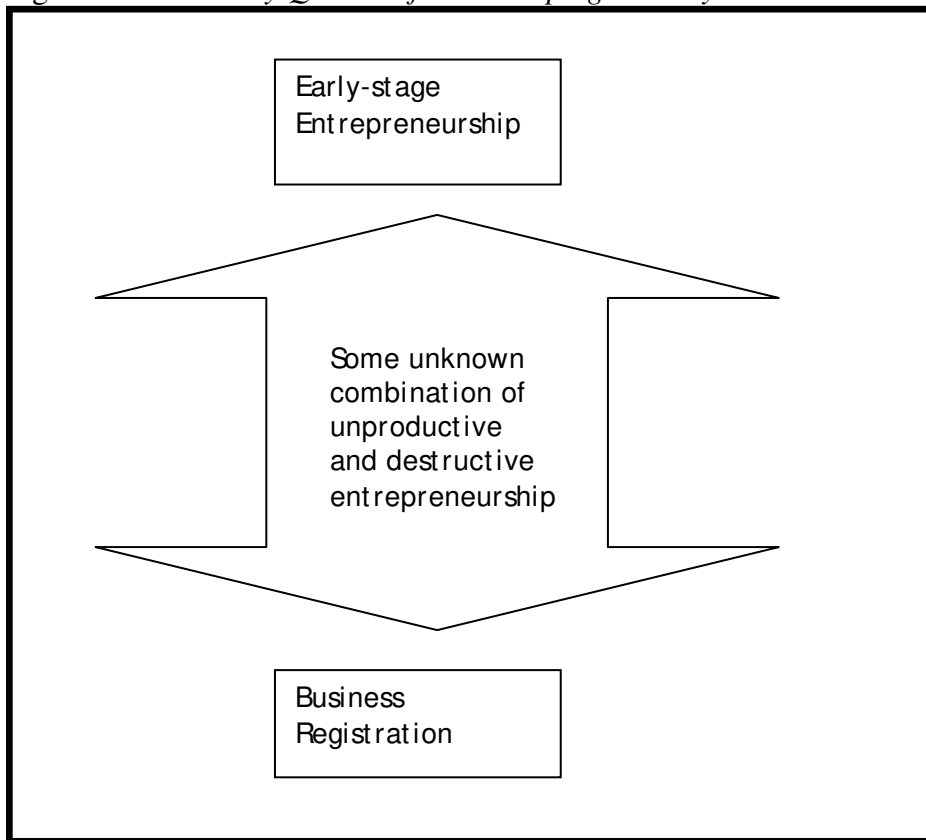 Early-stage
Entrepreneurship
Some unknown
combination of
unproductive
and destructive
entrepreneurship
Business
Registration